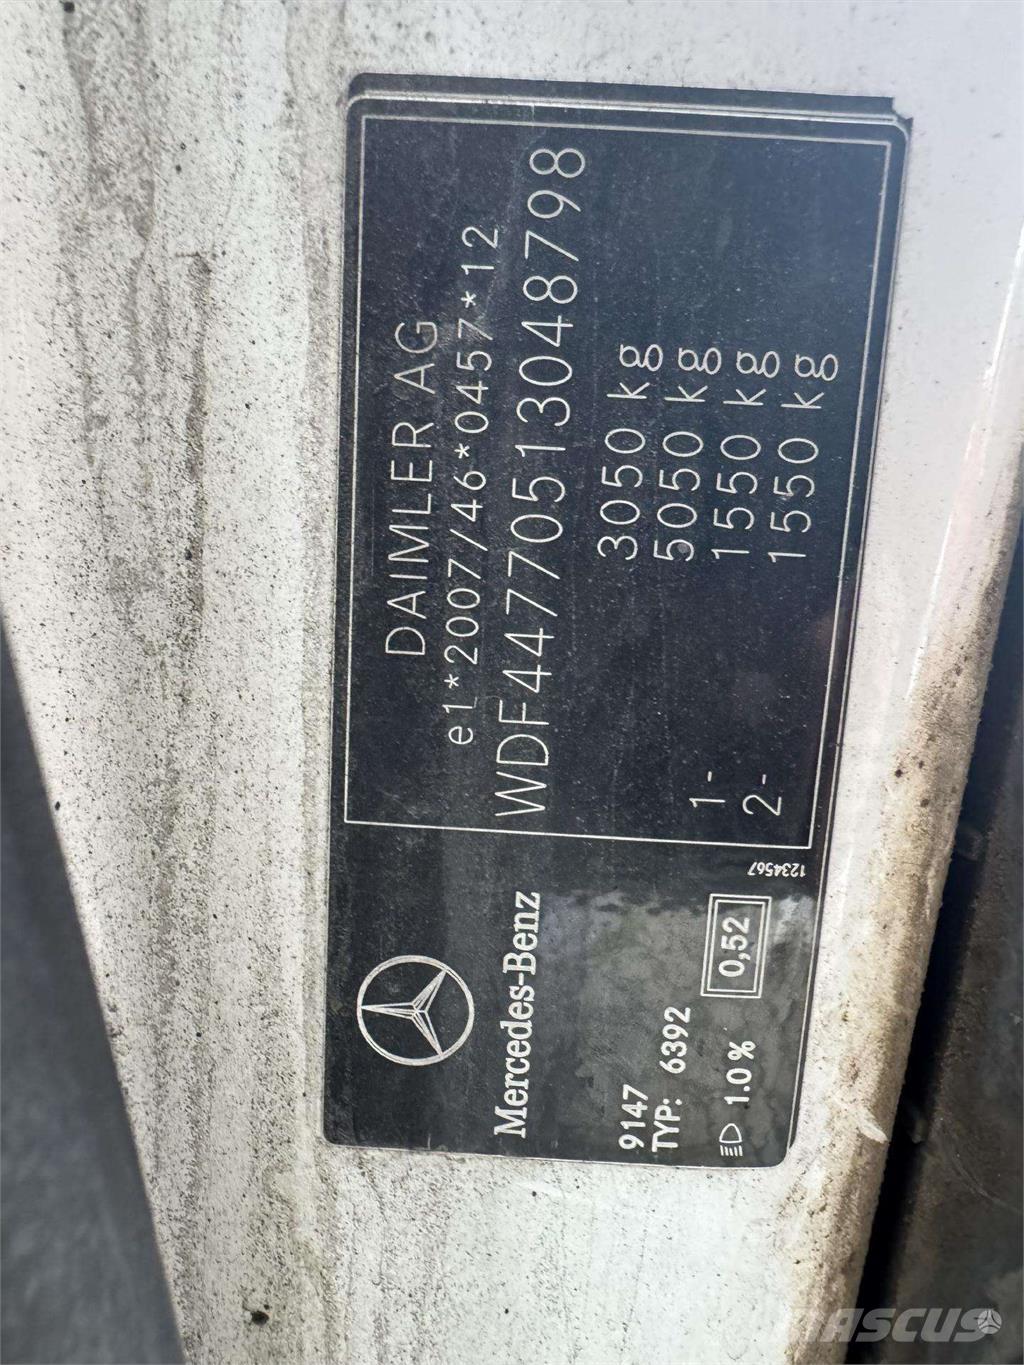 DAIMLER AG
e1*2007/46*0457*12
WDF44770513048798
3050 kg
5050 kg
1- 1550 kg
2- 1550 kg
1234567
Mercedes-Benz
9147
TYP: 6392
1.0%
0,52
MASCUS